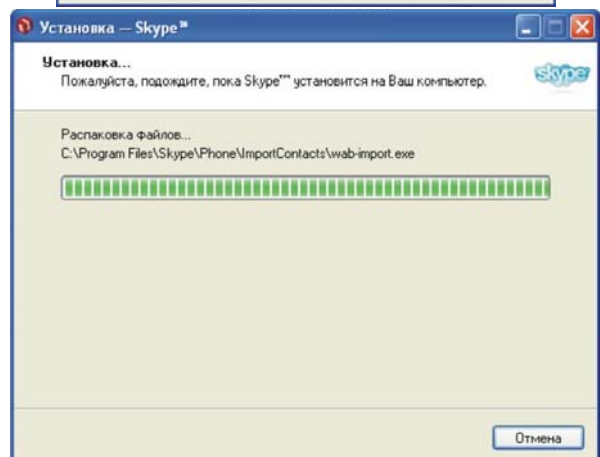 Установка — Skype™
Установка...
Пожалуйста, подождите, пока Skype™ установится на Ваш компьютер.
skype
Распаковка файлов...
C:\Program Files\Skype\Phone\ImportContacts\wab-import.exe
Отмена